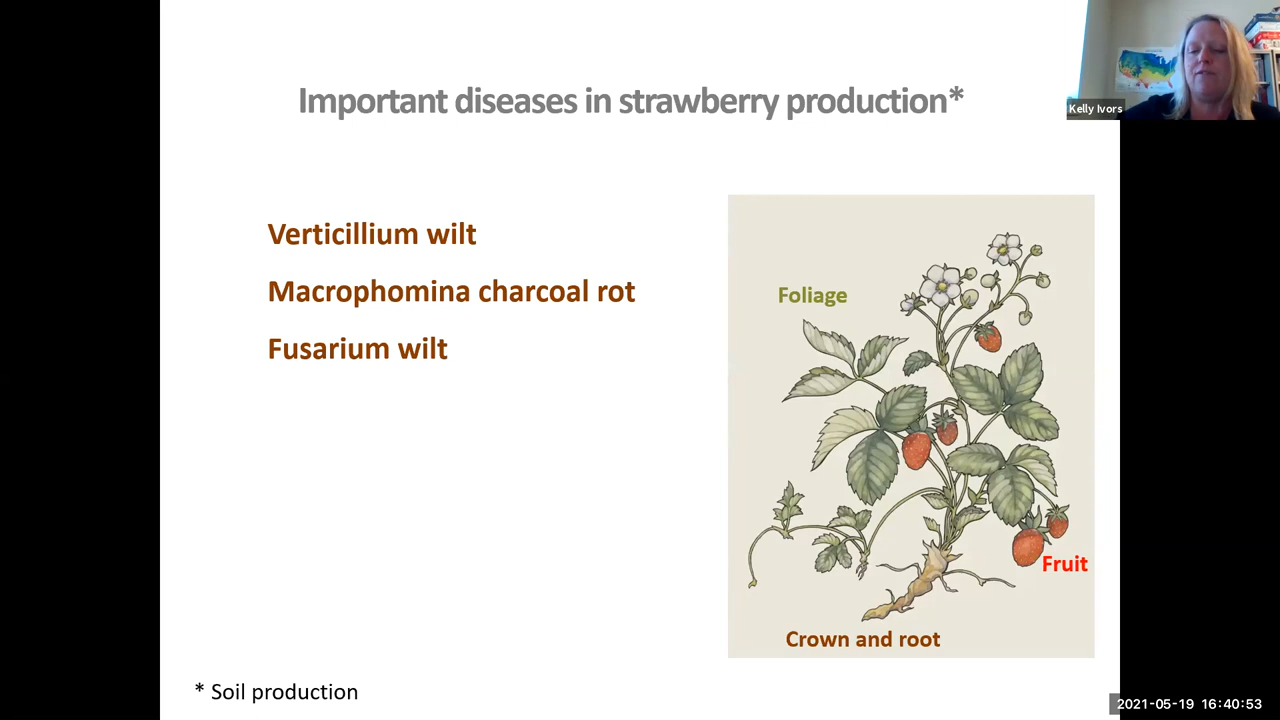 Important diseases in strawberry production*
Kelly Ivors
Verticillium wilt
Macrophomina charcoal rot
Fusarium wilt
Foliage
Fruit
Crown and root
* Soil production
2021-05-19 16:40:53